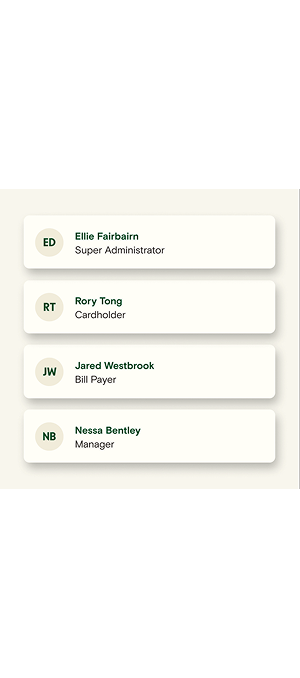 ED
Ellie Fairbairn
Super Administrator
RT
Rory Tong
Cardholder
JW
Jared Westbrook
Bill Payer
NB
Nessa Bentley
Manager